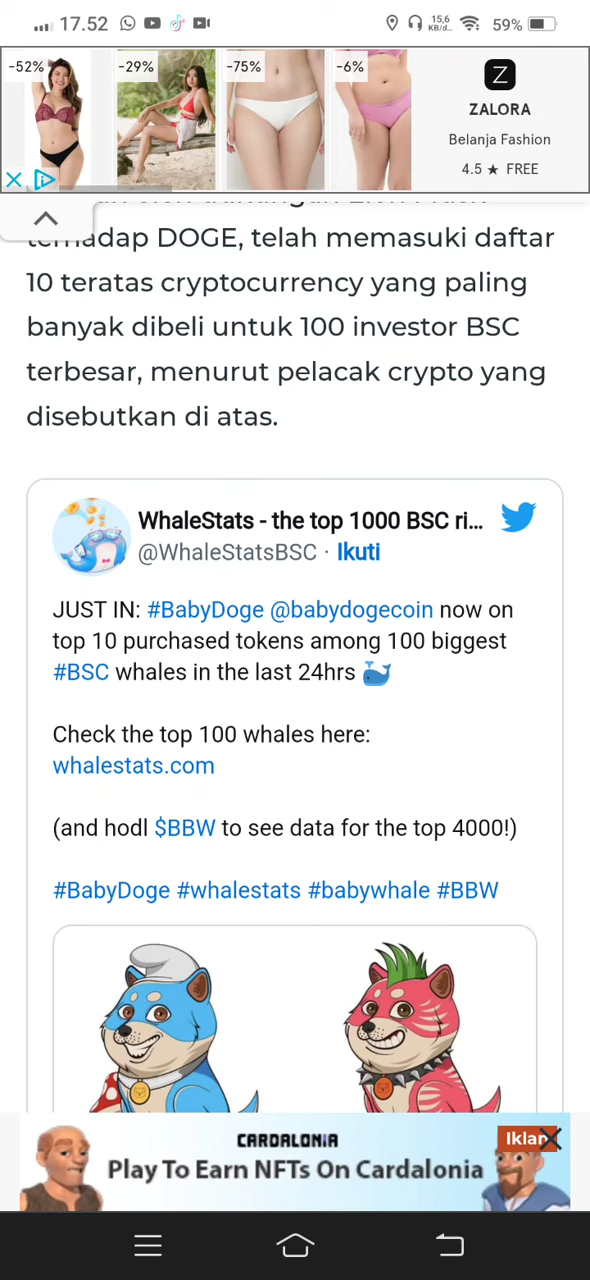 17.52
15,6
KB/d...
59%
-52%
-29%
-75%
-6%
Z
ZALORA
Belanja Fashion
4.5 ★ FREE
terhadap DOGE, telah memasuki daftar
10 teratas cryptocurrency yang paling
banyak dibeli untuk 100 investor BSC
terbesar, menurut pelacak crypto yang
disebutkan di atas.
WhaleStats - the top 1000 BSC ri...
@WhaleStatsBSC · Ikuti
JUST IN: #BabyDoge @babydogecoin now on
top 10 purchased tokens among 100 biggest
#BSC whales in the last 24hrs 🐳
Check the top 100 whales here:
whalestats.com
(and hodl $BBW to see data for the top 4000!)
#BabyDoge #whalestats #babywhale #BBW
CARDALONIA
Iklan
Play To Earn NFTs On Cardalonia